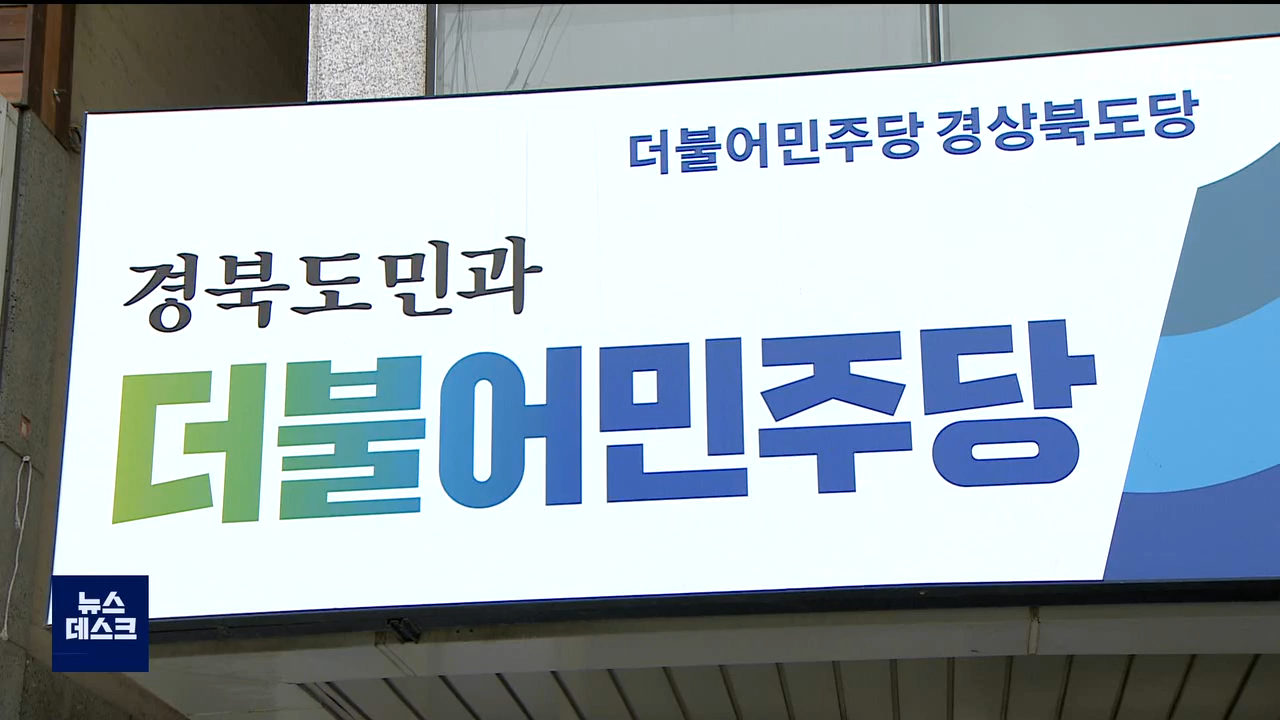 더불어민주당 경상북도당
경북도민과
더불어민주당
뉴스
데스크